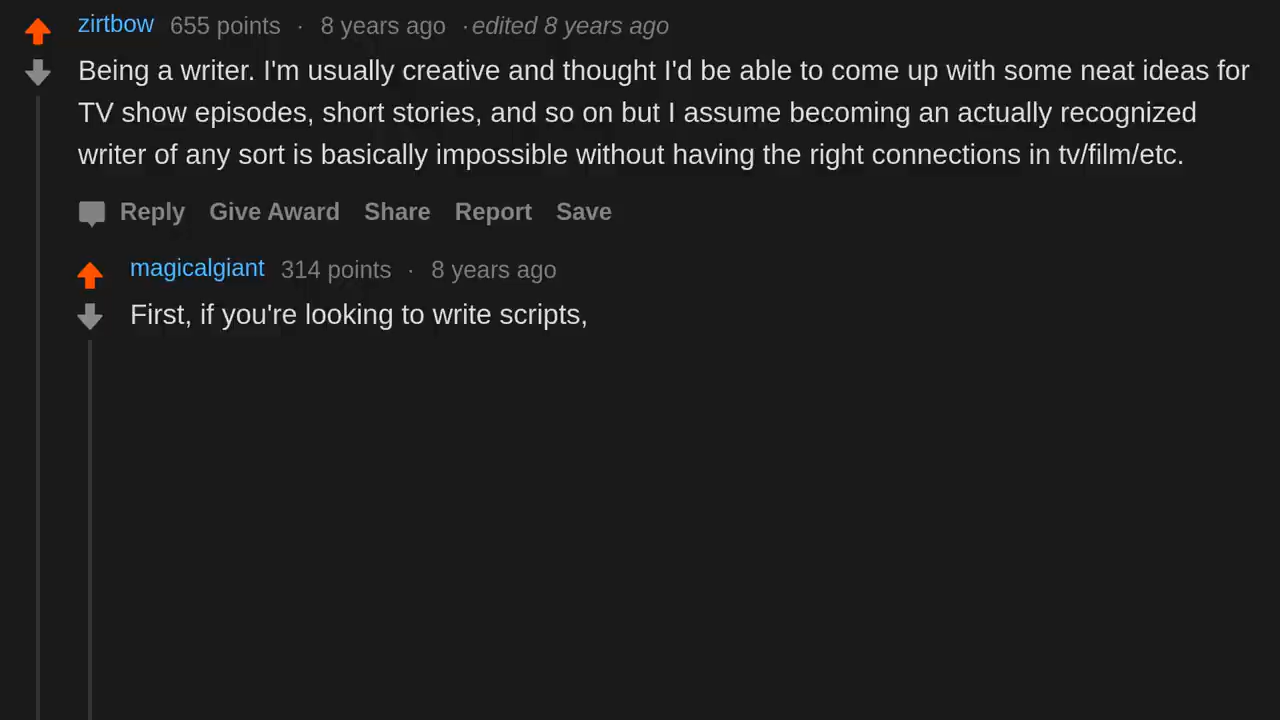 zirtbow 655 points · 8 years ago · edited 8 years ago
Being a writer. I'm usually creative and thought I'd be able to come up with some neat ideas for
TV show episodes, short stories, and so on but I assume becoming an actually recognized
writer of any sort is basically impossible without having the right connections in tv/film/etc.
Reply Give Award Share Report Save
magicalgiant 314 points · 8 years ago
First, if you're looking to write scripts,